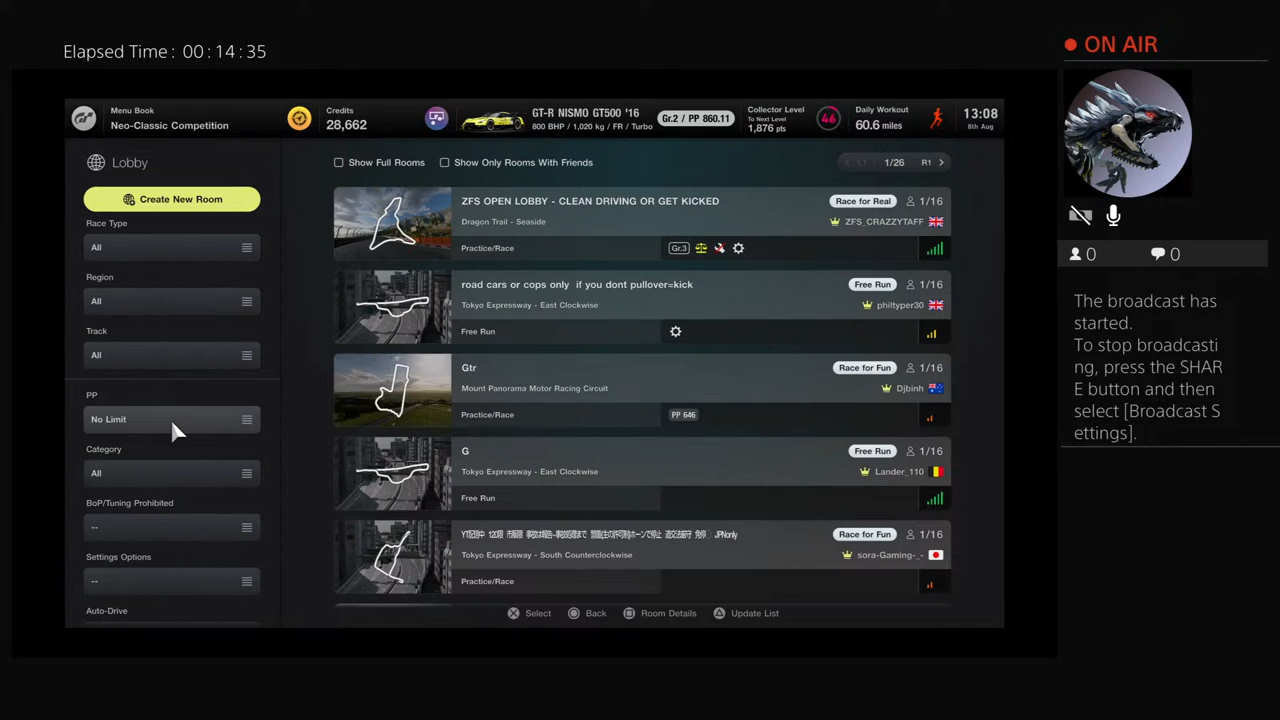 Elapsed Time: 00:14:35
ON AIR
Menu Book
Neo-Classic Competition
Credits
28,662
GT-R NISMO GT500 '16
800 BHP / 1,020 kg / FR / Turbo
Gr.2 / PP 860.11
Collector Level
To Next Level
1,876 pts
46
Daily Workout
60.6 miles
13:08
8th Aug
Lobby
Show Full Rooms
Show Only Rooms With Friends
L1 1/26 R1
Create New Room
Race Type
All
Region
All
Track
All
PP
No Limit
Category
All
BoP/Tuning Prohibited
--
Settings Options
--
Auto-Drive
ZFS OPEN LOBBY - CLEAN DRIVING OR GET KICKED
Race for Real 1/16
Dragon Trail - Seaside
ZFS_CRAZZYTAFF
Practice/Race
Gr.3
road cars or cops only if you dont pullover=kick
Free Run 1/16
Tokyo Expressway - East Clockwise
philtyper30
Free Run
Gtr
Race for Fun 1/16
Mount Panorama Motor Racing Circuit
Djbinh
Practice/Race
PP 646
G
Free Run 1/16
Tokyo Expressway - East Clockwise
Lander_110
Free Run
JPNonly
Race for Fun 1/16
Tokyo Expressway - South Counterclockwise
sora-Gaming-_-
Practice/Race
Select Back Room Details Update List
0 0
The broadcast has
started.
To stop broadcasti
ng, press the SHAR
E button and then
select [Broadcast S
ettings].